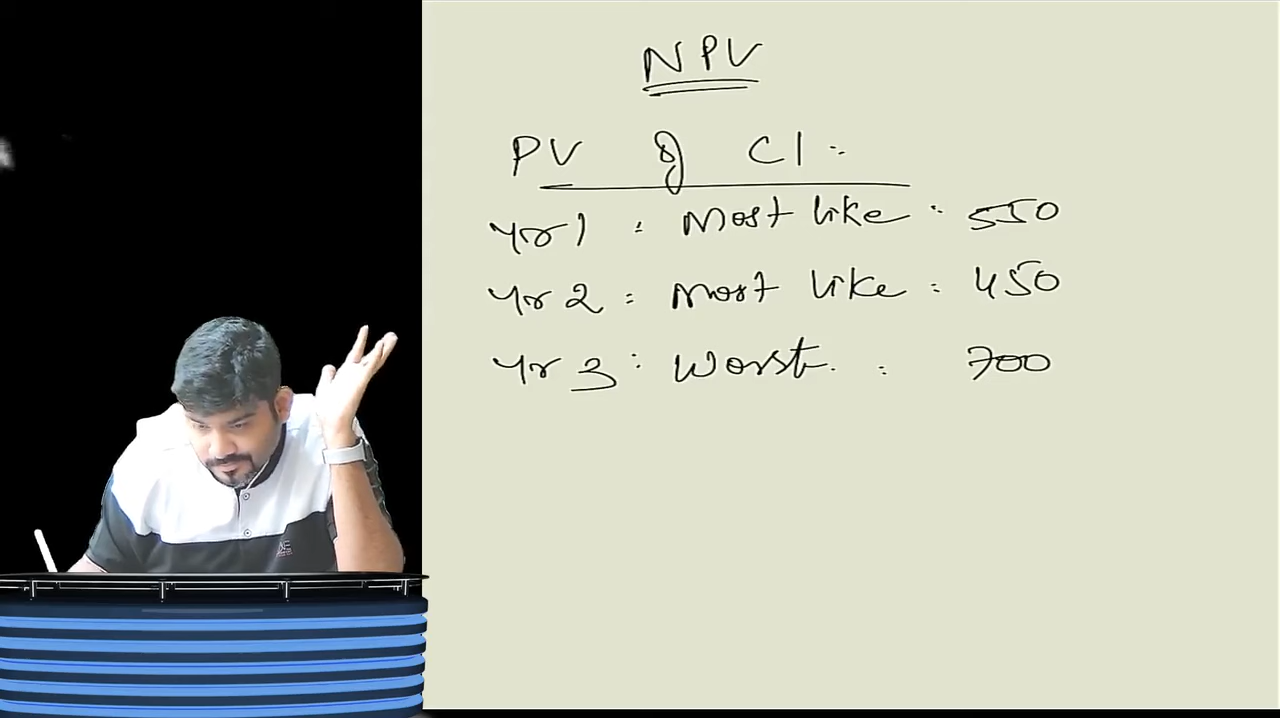 NPV
PV of CI :-
Yr 1 : Most like : 550
Yr 2 : Most like : 450
Yr 3 : Worst. : 700